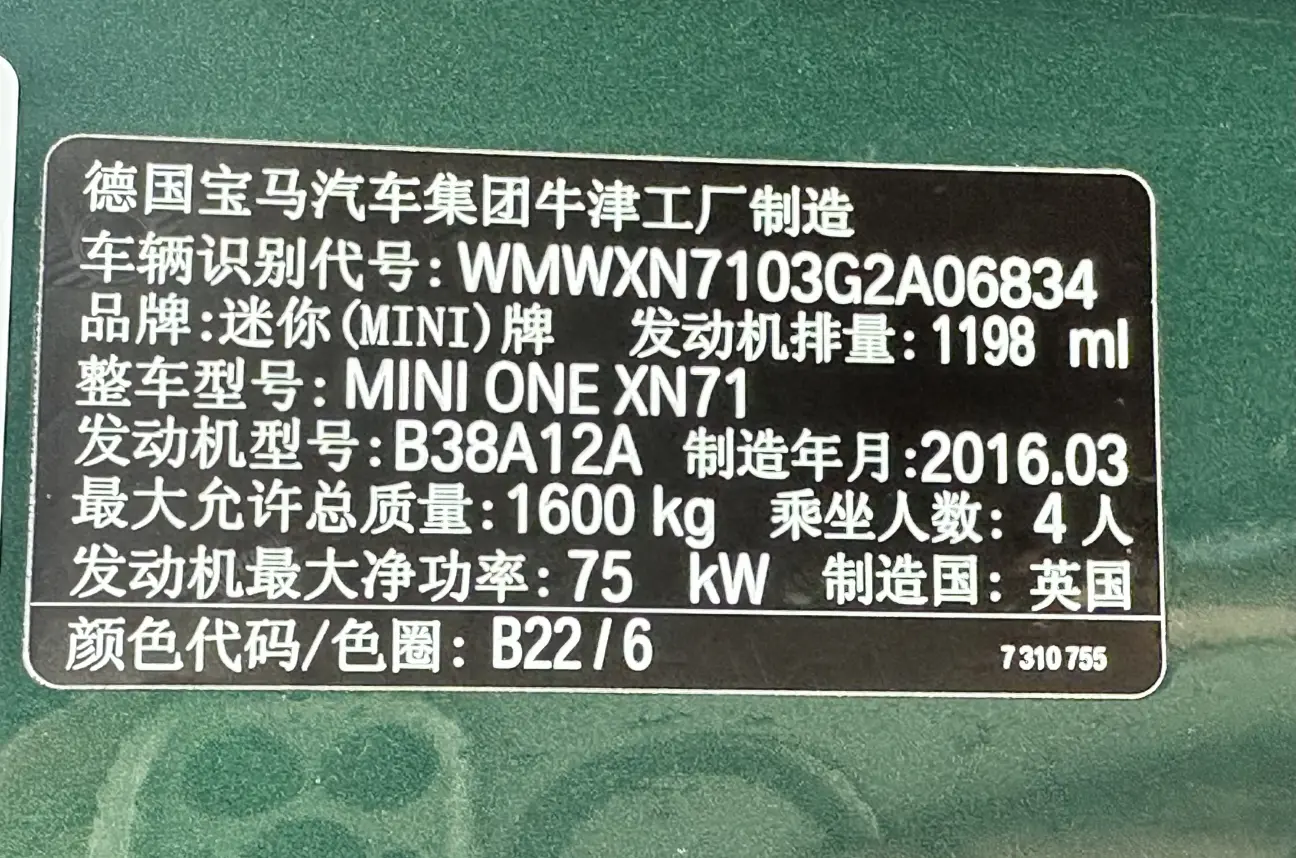 德国宝马汽车集团牛津工厂制造
车辆识别代号：WMWXN7103G2A06834
品牌：迷你(MINI)牌 发动机排量：1198 ml
整车型号：MINI ONE XN71
发动机型号：B38A12A 制造年月：2016.03
最大允许总质量：1600 kg 乘坐人数：4人
发动机最大净功率：75 kW 制造国：英国
颜色代码/色圈：B22/6 7310755